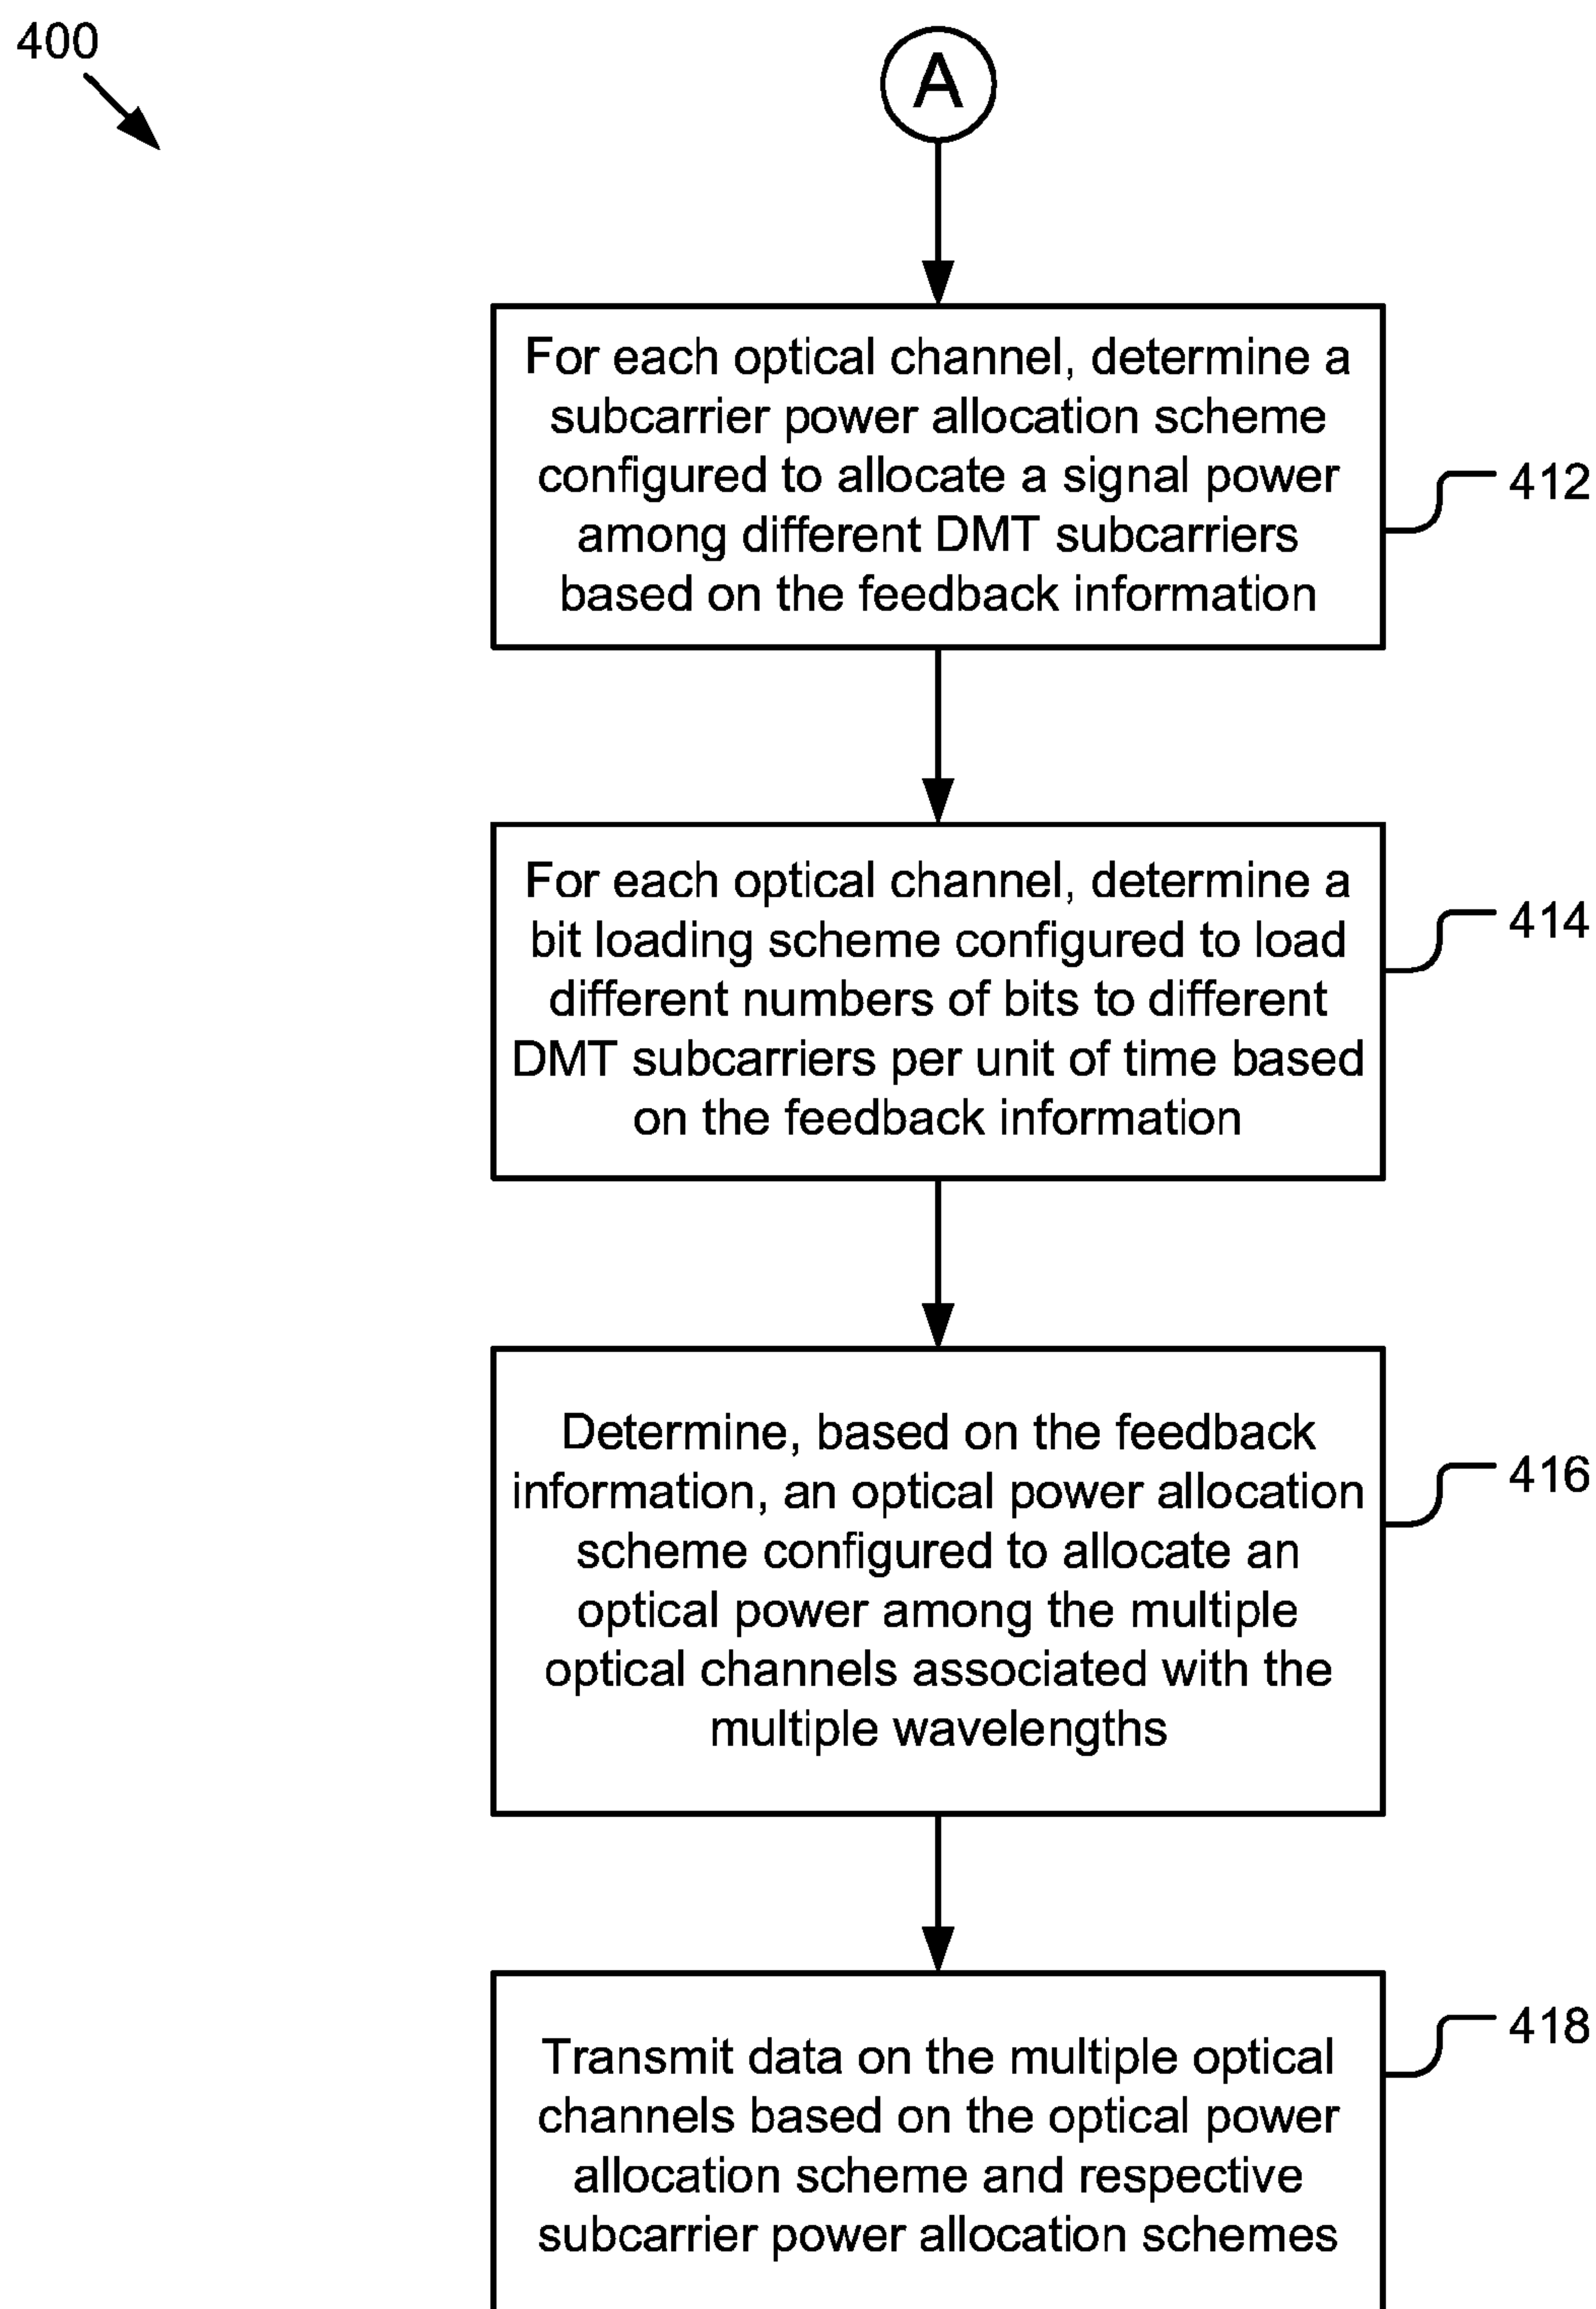 400
A
For each optical channel, determine a
subcarrier power allocation scheme
configured to allocate a signal power
among different DMT subcarriers
based on the feedback information
412
For each optical channel, determine a
bit loading scheme configured to load
different numbers of bits to different
DMT subcarriers per unit of time based
on the feedback information
414
Determine, based on the feedback
information, an optical power allocation
scheme configured to allocate an
optical power among the multiple
optical channels associated with the
multiple wavelengths
416
Transmit data on the multiple optical
channels based on the optical power
allocation scheme and respective
subcarrier power allocation schemes
418